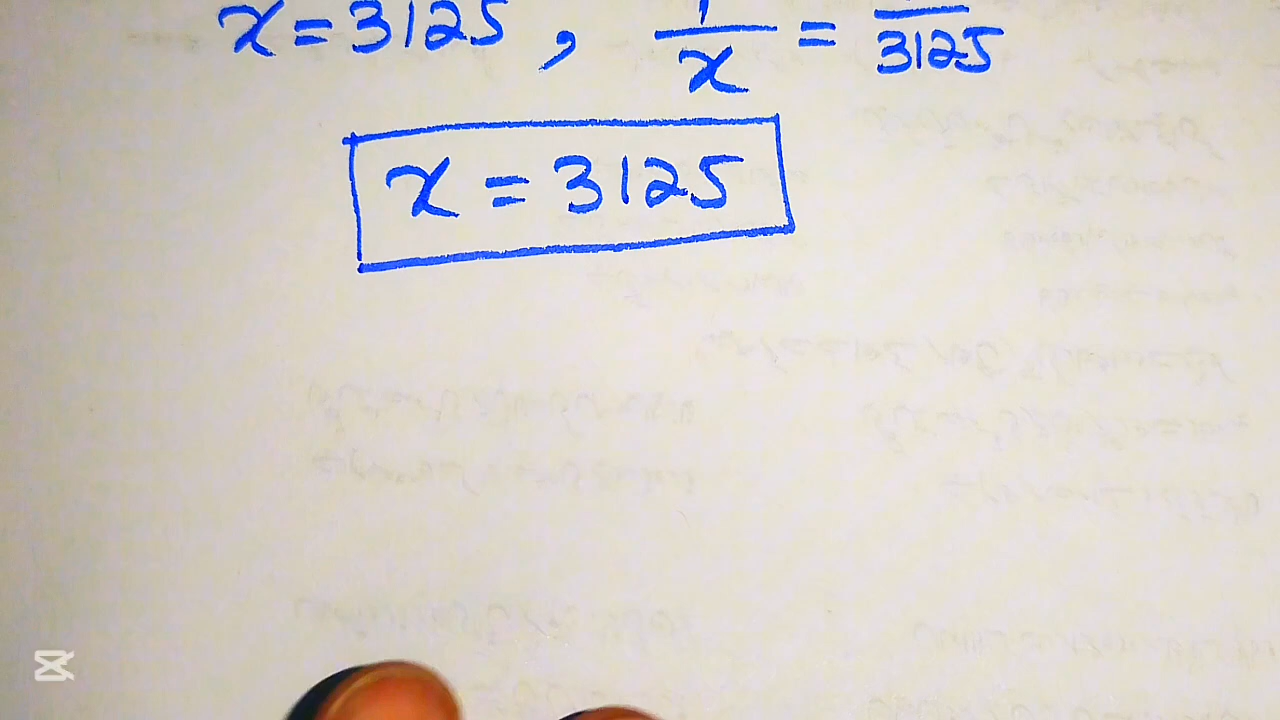 x = 3125 , 1/x = 1/3125
x = 3125